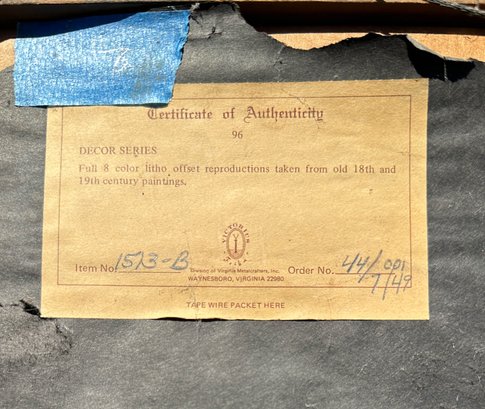 Certificate of Authenticity
96
DECOR SERIES
Full 8 color litho offset reproductions taken from old 18th and
19th century paintings.
VICTORIUS
Item No. 1513-B
Division of Virginia Metalcrafters, Inc.
WAYNESBORO, VIRGINIA 22980
Order No. 44/001
7/49
TAPE WIRE PACKET HERE